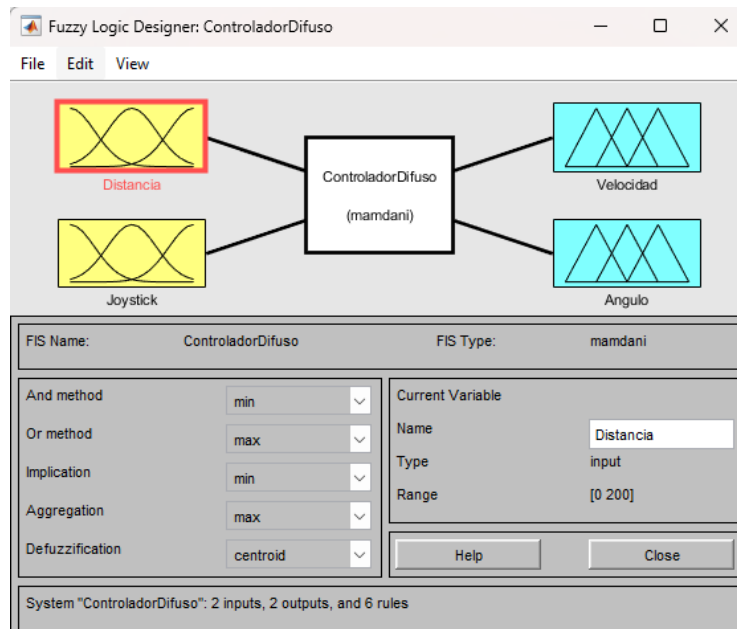 Fuzzy Logic Designer: ControladorDifuso
File Edit View
Distancia
Joystick
ControladorDifuso
(mamdani)
Velocidad
Angulo
FIS Name: ControladorDifuso FIS Type: mamdani
And method min
Or method max
Implication min
Aggregation max
Defuzzification centroid
Current Variable
Name Distancia
Type input
Range [0 200]
Help Close
System "ControladorDifuso": 2 inputs, 2 outputs, and 6 rules